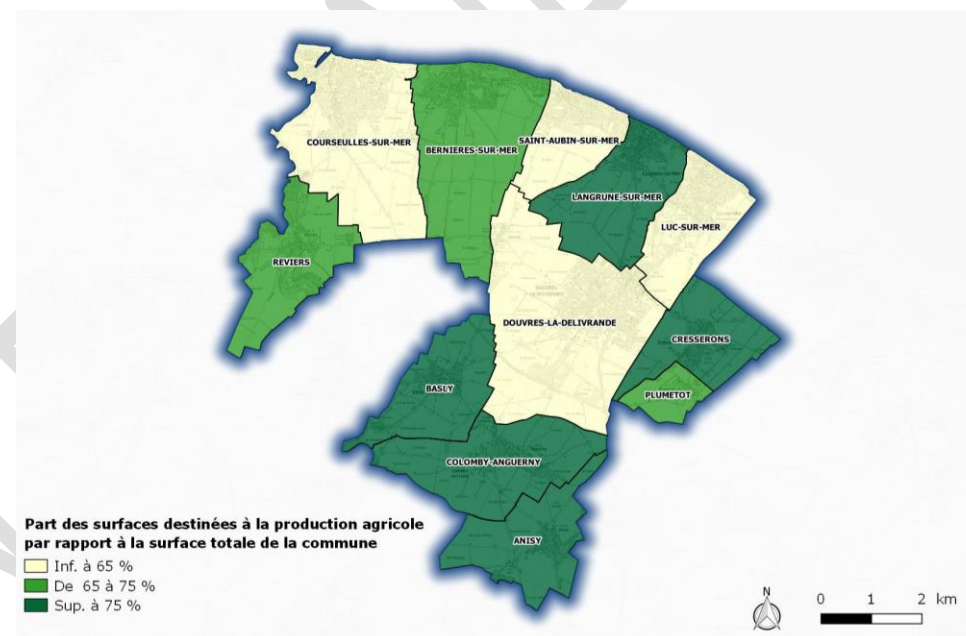 COURSEULLES-SUR-MER
BERNIERES-SUR-MER
SAINT-AUBIN-SUR-MER
LANGRUNE-SUR-MER
LUC-SUR-MER
REVIERS
DOUVRES-LA-DELIVRANDE
CRESSERONS
BASLY
PLUMETOT
COLOMBY-ANGUERNY
ANISY
Part des surfaces destinées à la production agricole
par rapport à la surface totale de la commune
Inf. à 65 %
De 65 à 75 %
Sup. à 75 %
N
0 1 2 km